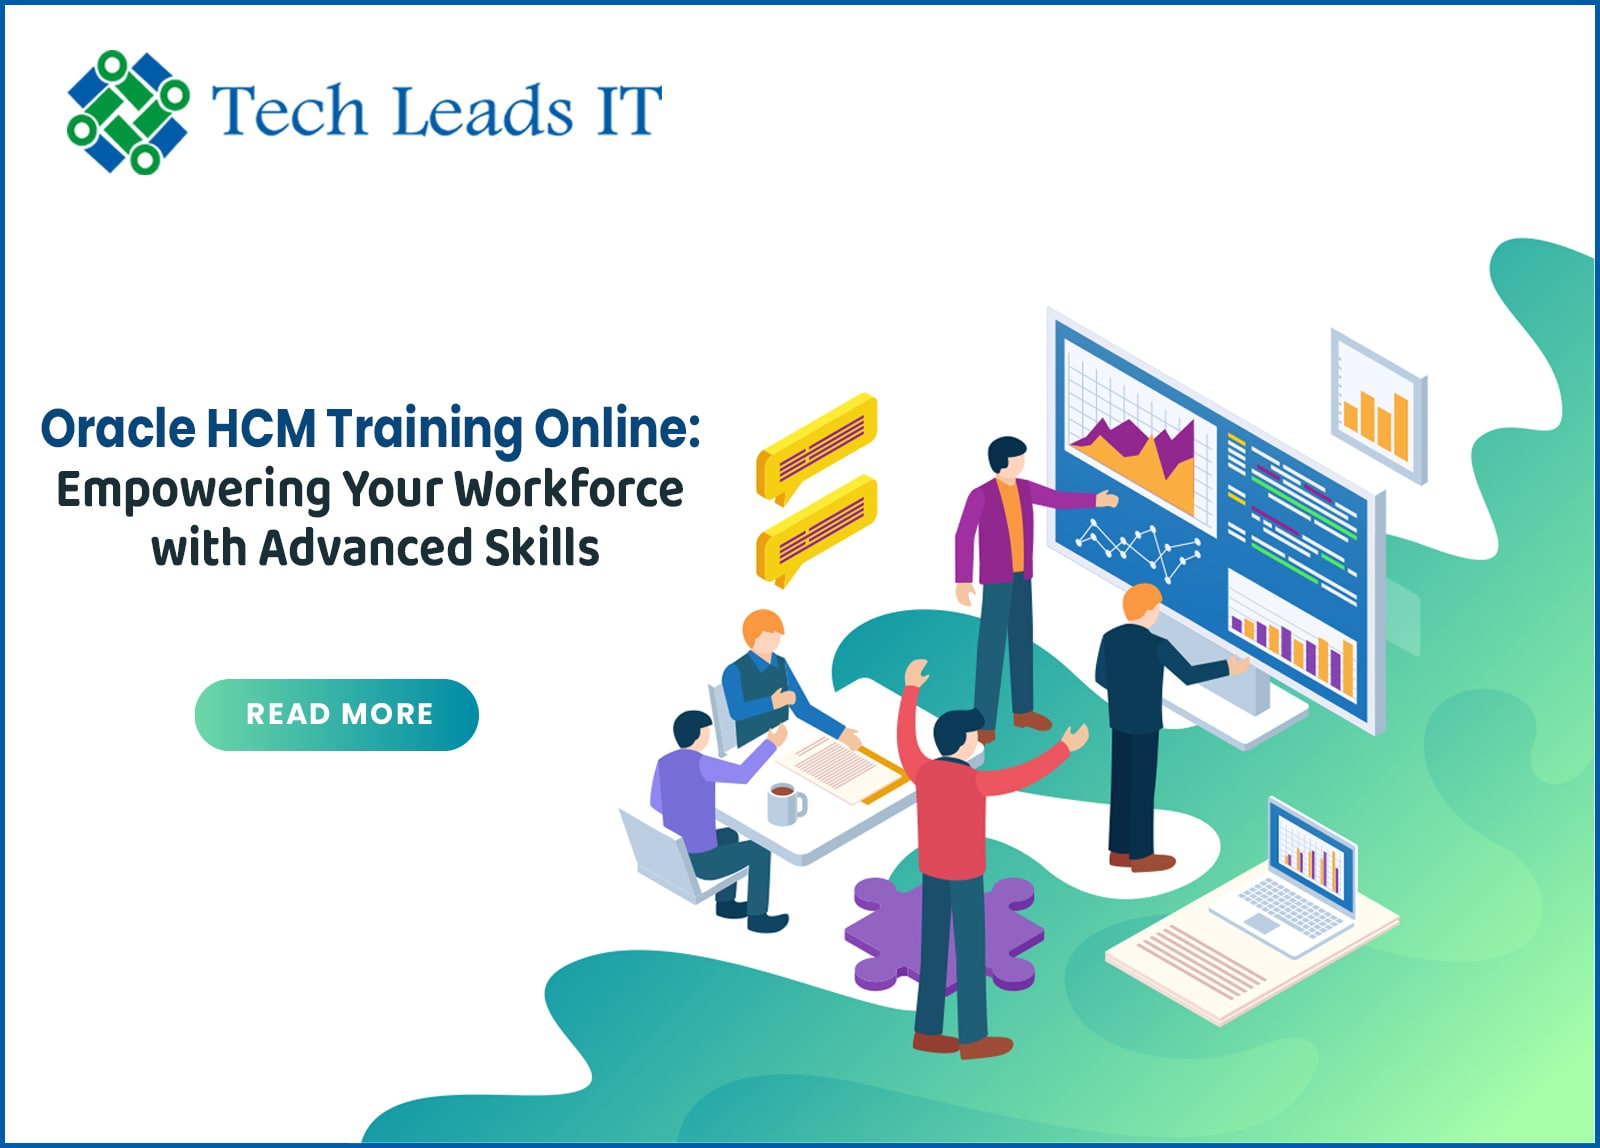 Tech Leads IT
Oracle HCM Training Online:
Empowering Your Workforce
with Advanced Skills
READ MORE